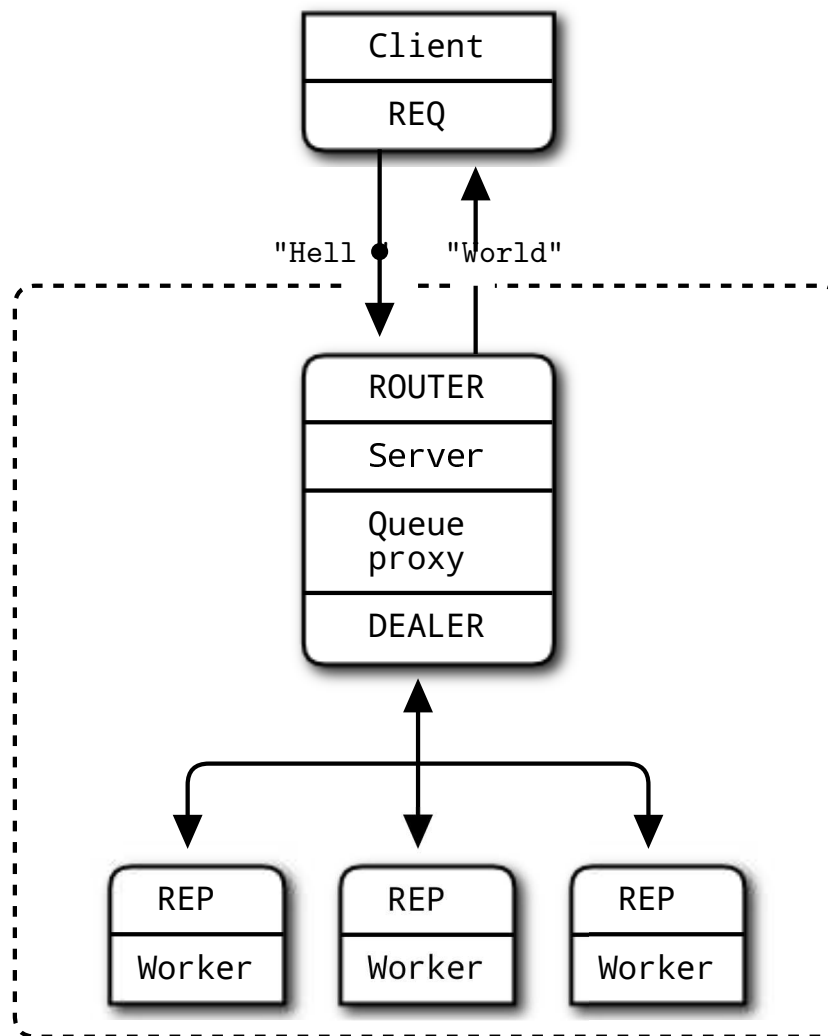 Client
REQ
"Hell "
"World"
ROUTER
Server
Queue
proxy
DEALER
REP REP REP
Worker Worker Worker